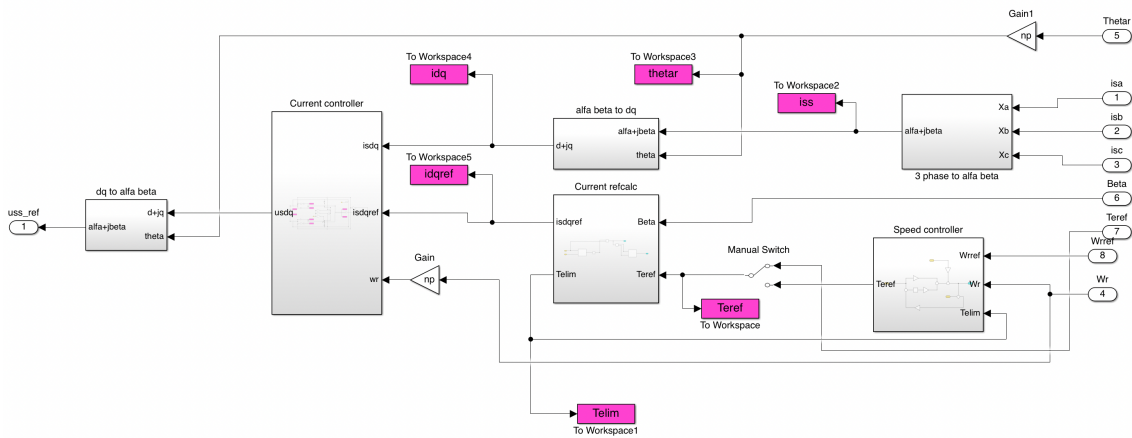 Gain1
Thetar
np
5
To Workspace4
To Workspace3
idq
thetar
To Workspace2
iss
isa
1
Current controller
alfa beta to dq
Xa
isb
alfa+jbeta
alfa+jbeta
Xb
2
isdq
d+jq
isc
theta
Xc
3
To Workspace5
3 phase to alfa beta
idqref
Current refcalc
Beta
dq to alfa beta
6
uss_ref
d+jq
usdq
isdqref
isdqref
Beta
Teref
1
alfa+jbeta
7
theta
Speed controller
Wrref
Manual Switch
Wrref
8
Gain
Telim
Teref
wr
np
Teref
Wr
Wr
4
Teref
Telim
To Workspace
Telim
To Workspace1